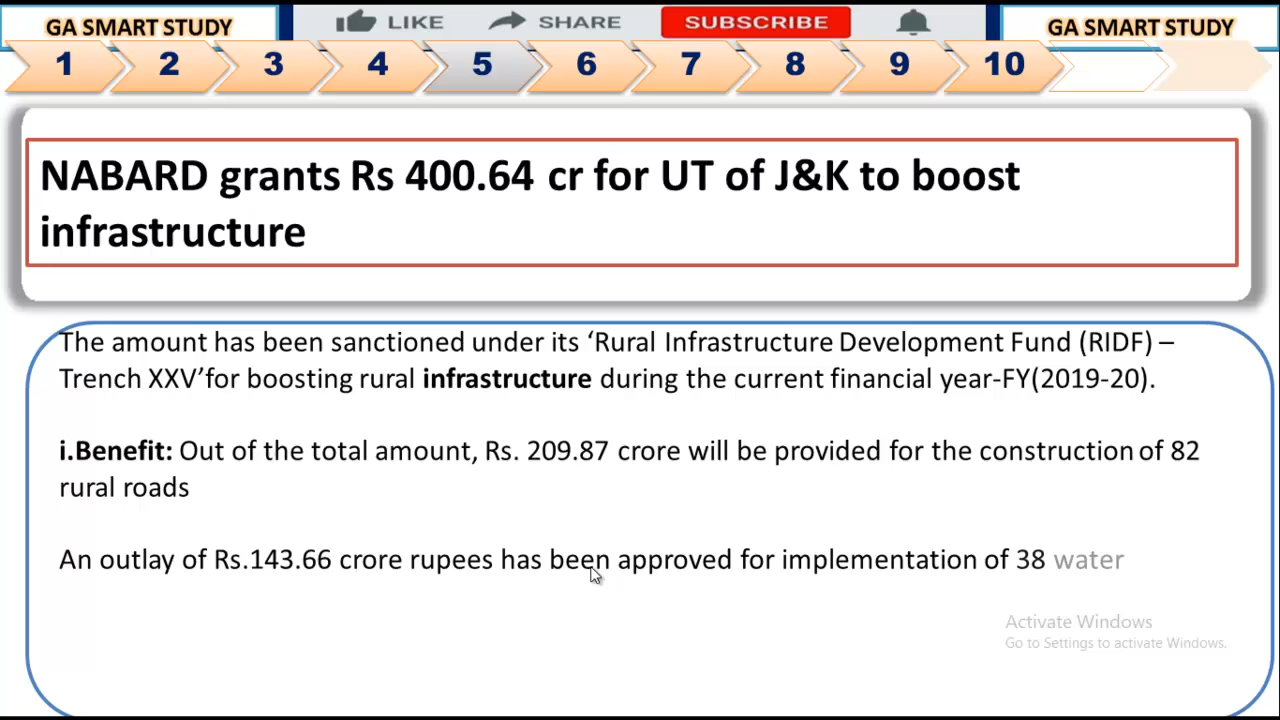 GA SMART STUDY
LIKE
SHARE
SUBSCRIBE
GA SMART STUDY
1 2 3 4 5 6 7 8 9 10
NABARD grants Rs 400.64 cr for UT of J&K to boost
infrastructure
The amount has been sanctioned under its ‘Rural Infrastructure Development Fund (RIDF) –
Trench XXV’for boosting rural infrastructure during the current financial year-FY(2019-20).
i.Benefit: Out of the total amount, Rs. 209.87 crore will be provided for the construction of 82
rural roads
An outlay of Rs.143.66 crore rupees has been approved for implementation of 38 water
Activate Windows
Go to Settings to activate Windows.